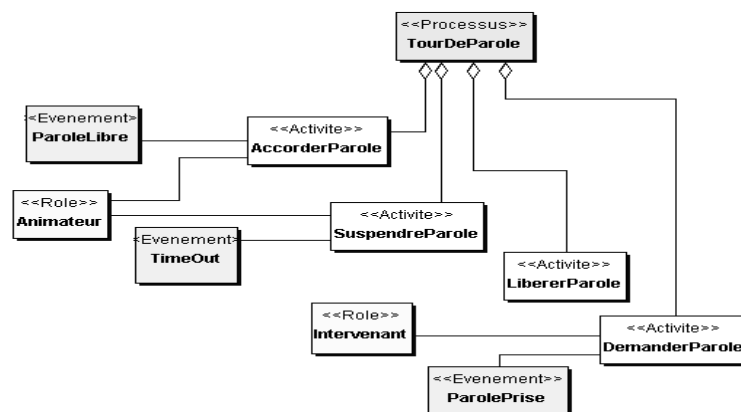 <<Processus>>
TourDeParole
<Evenement>
ParoleLibre
<<Activite>>
AccorderParole
<<Role>>
Animateur
<<Activite>>
SuspendreParole
<Evenement>
TimeOut
<<Activite>>
LibererParole
<<Role>>
Intervenant
<<Activite>>
DemanderParole
<<Evenement>>
ParolePrise